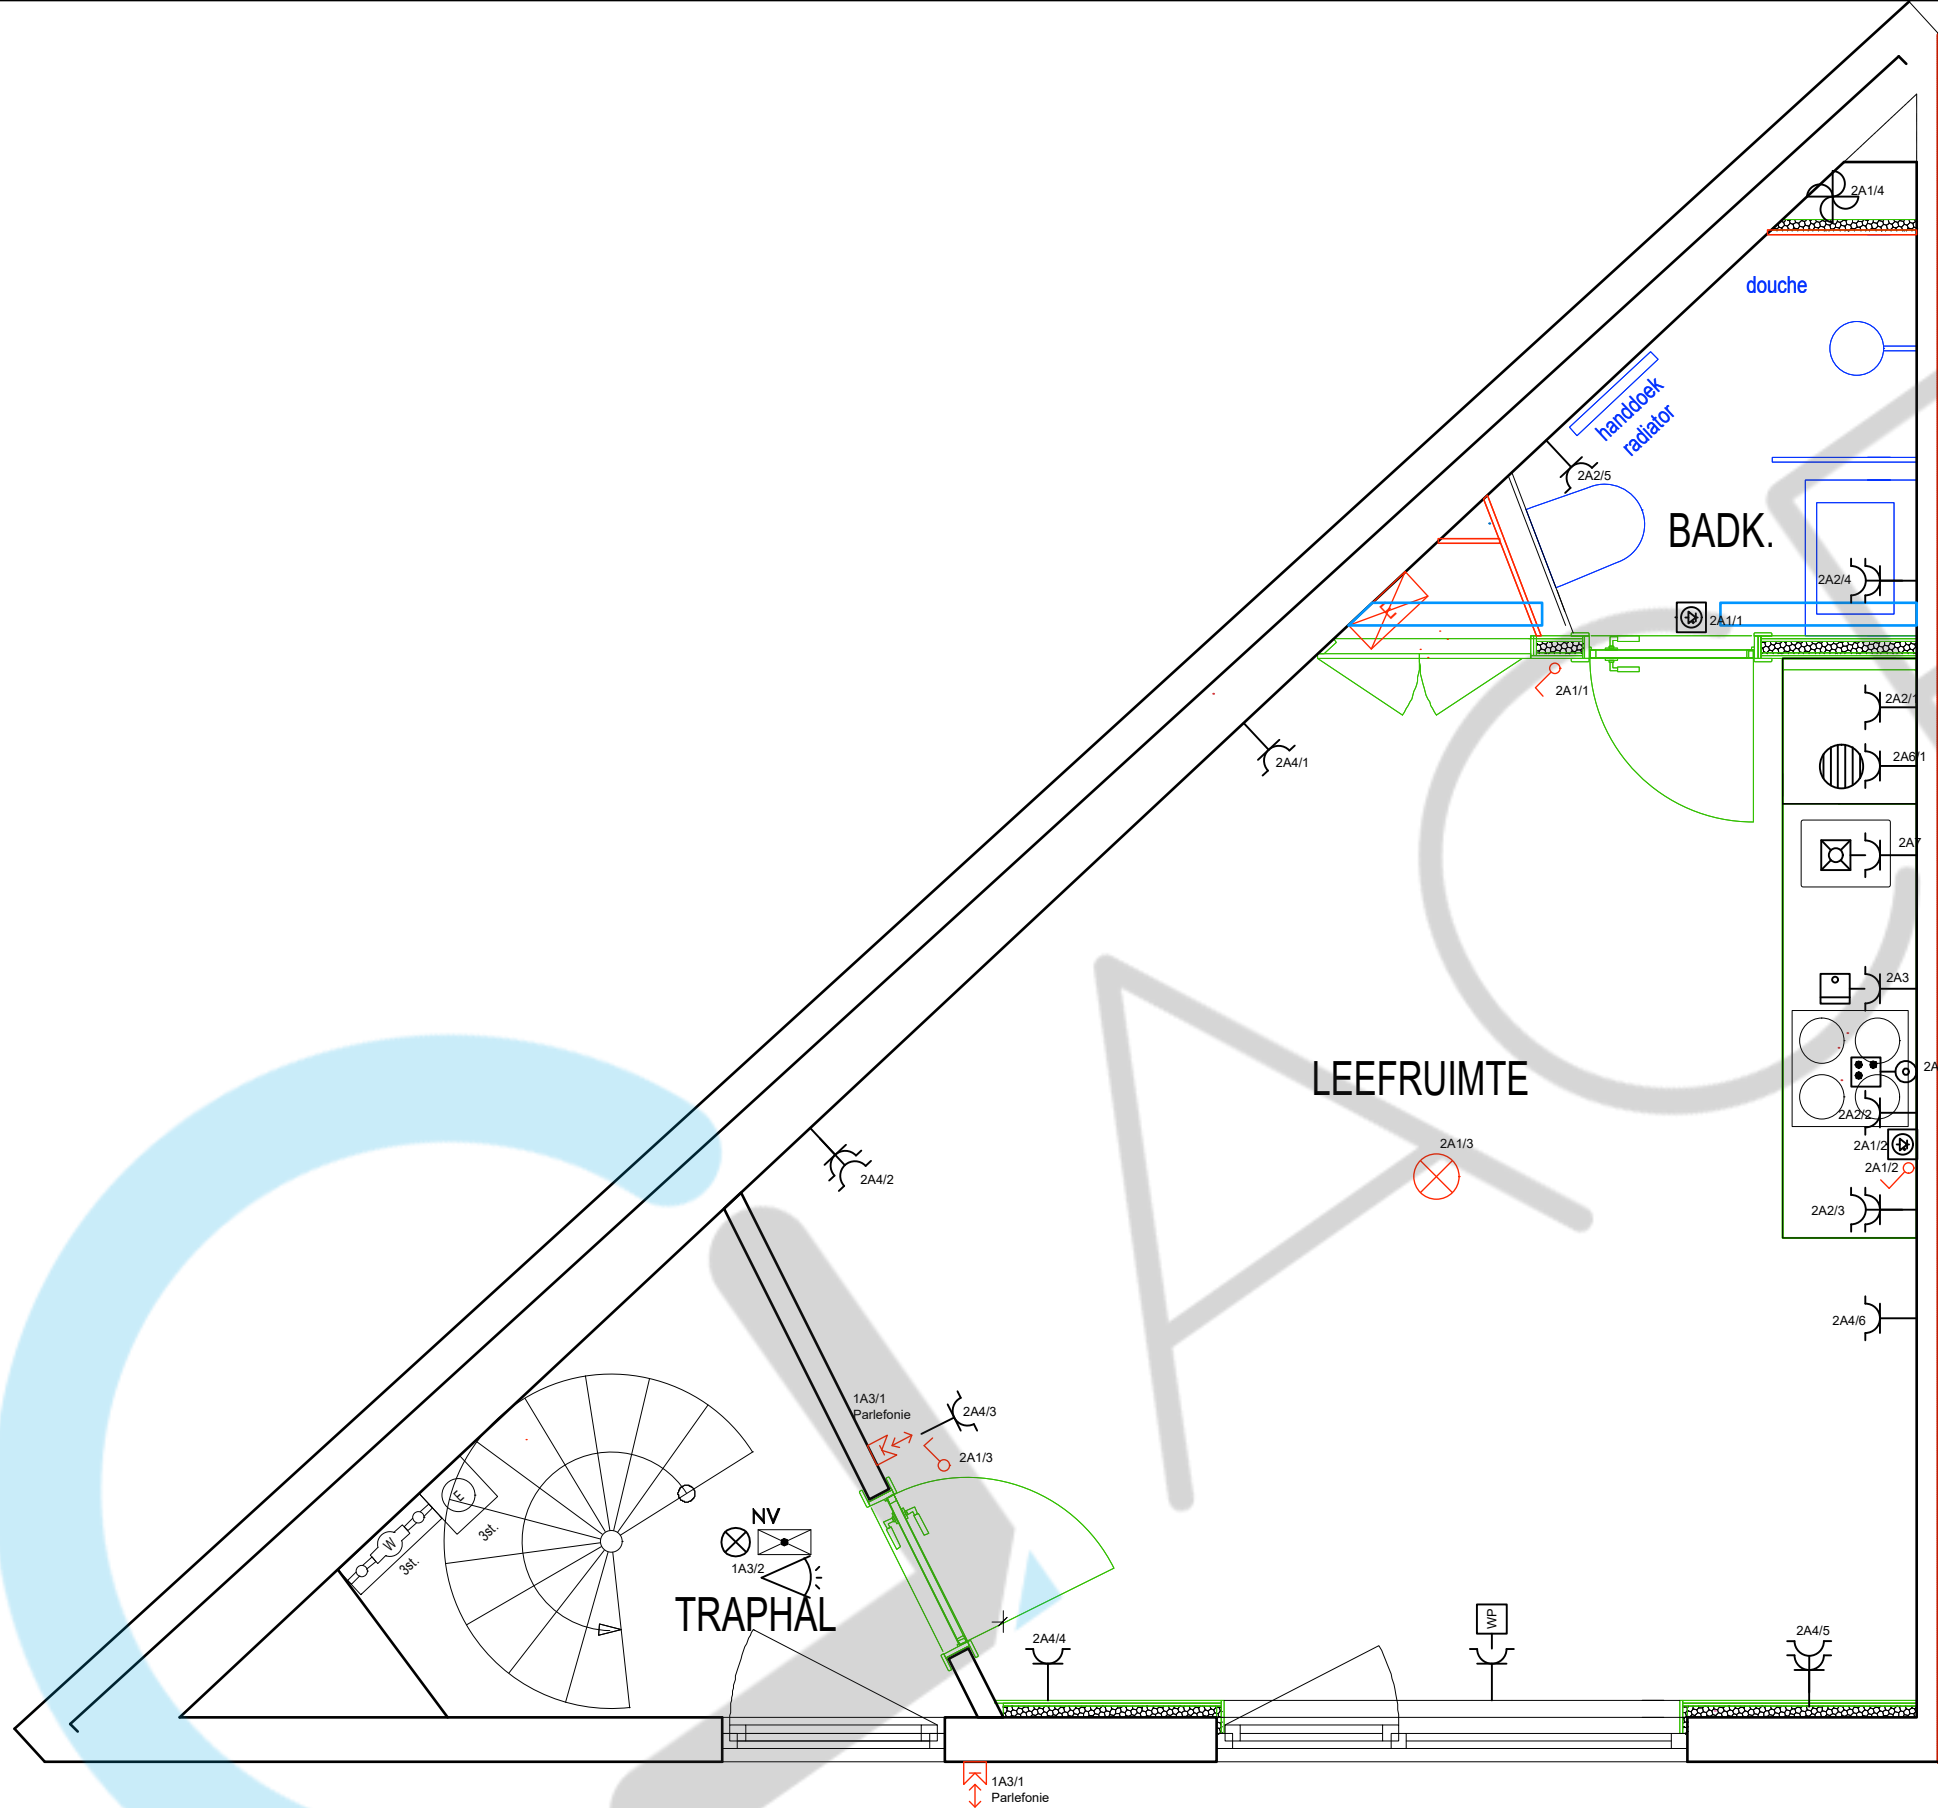 2A1/4
douche
handdoek
radiator
2A2/5
BADK.
2A2/4
2A1/1
2A1/1
2A2/1
2A4/1
2A6/1
2A7
2A3
LEEFRUIMTE
2A
2A2/2
2A1/3
2A1/2
2A1/2
2A4/2
2A2/3
2A4/6
1A3/1
Parlefonie
2A4/3
2A1/3
E
3st.
W
3st.
NV
1A3/2
TRAPHAL
2A4/4
WP
2A4/5
1A3/1
Parlefonie